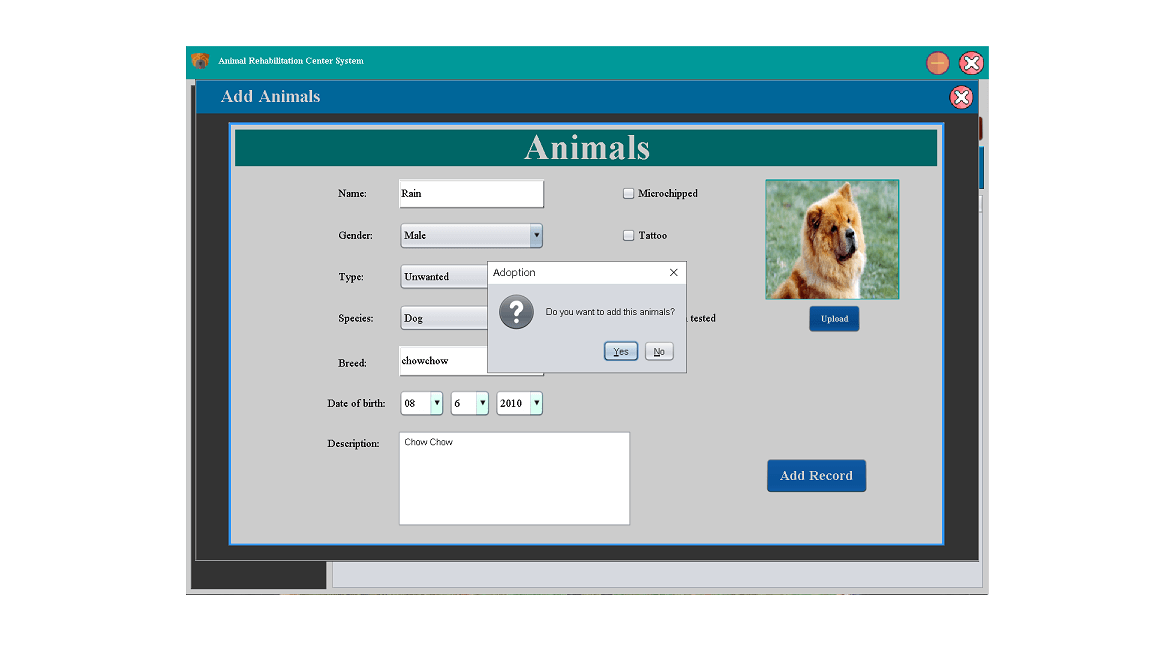 Animal Rehabilitation Center System
Add Animals
Animals
Name: Rain
Microchipped
Gender: Male
Tattoo
Type: Unwanted
Adoption
Do you want to add this animals?
Yes No
Species: Dog
tested
Upload
Breed: chowchow
Date of birth: 08 6 2010
Description: Chow Chow
Add Record